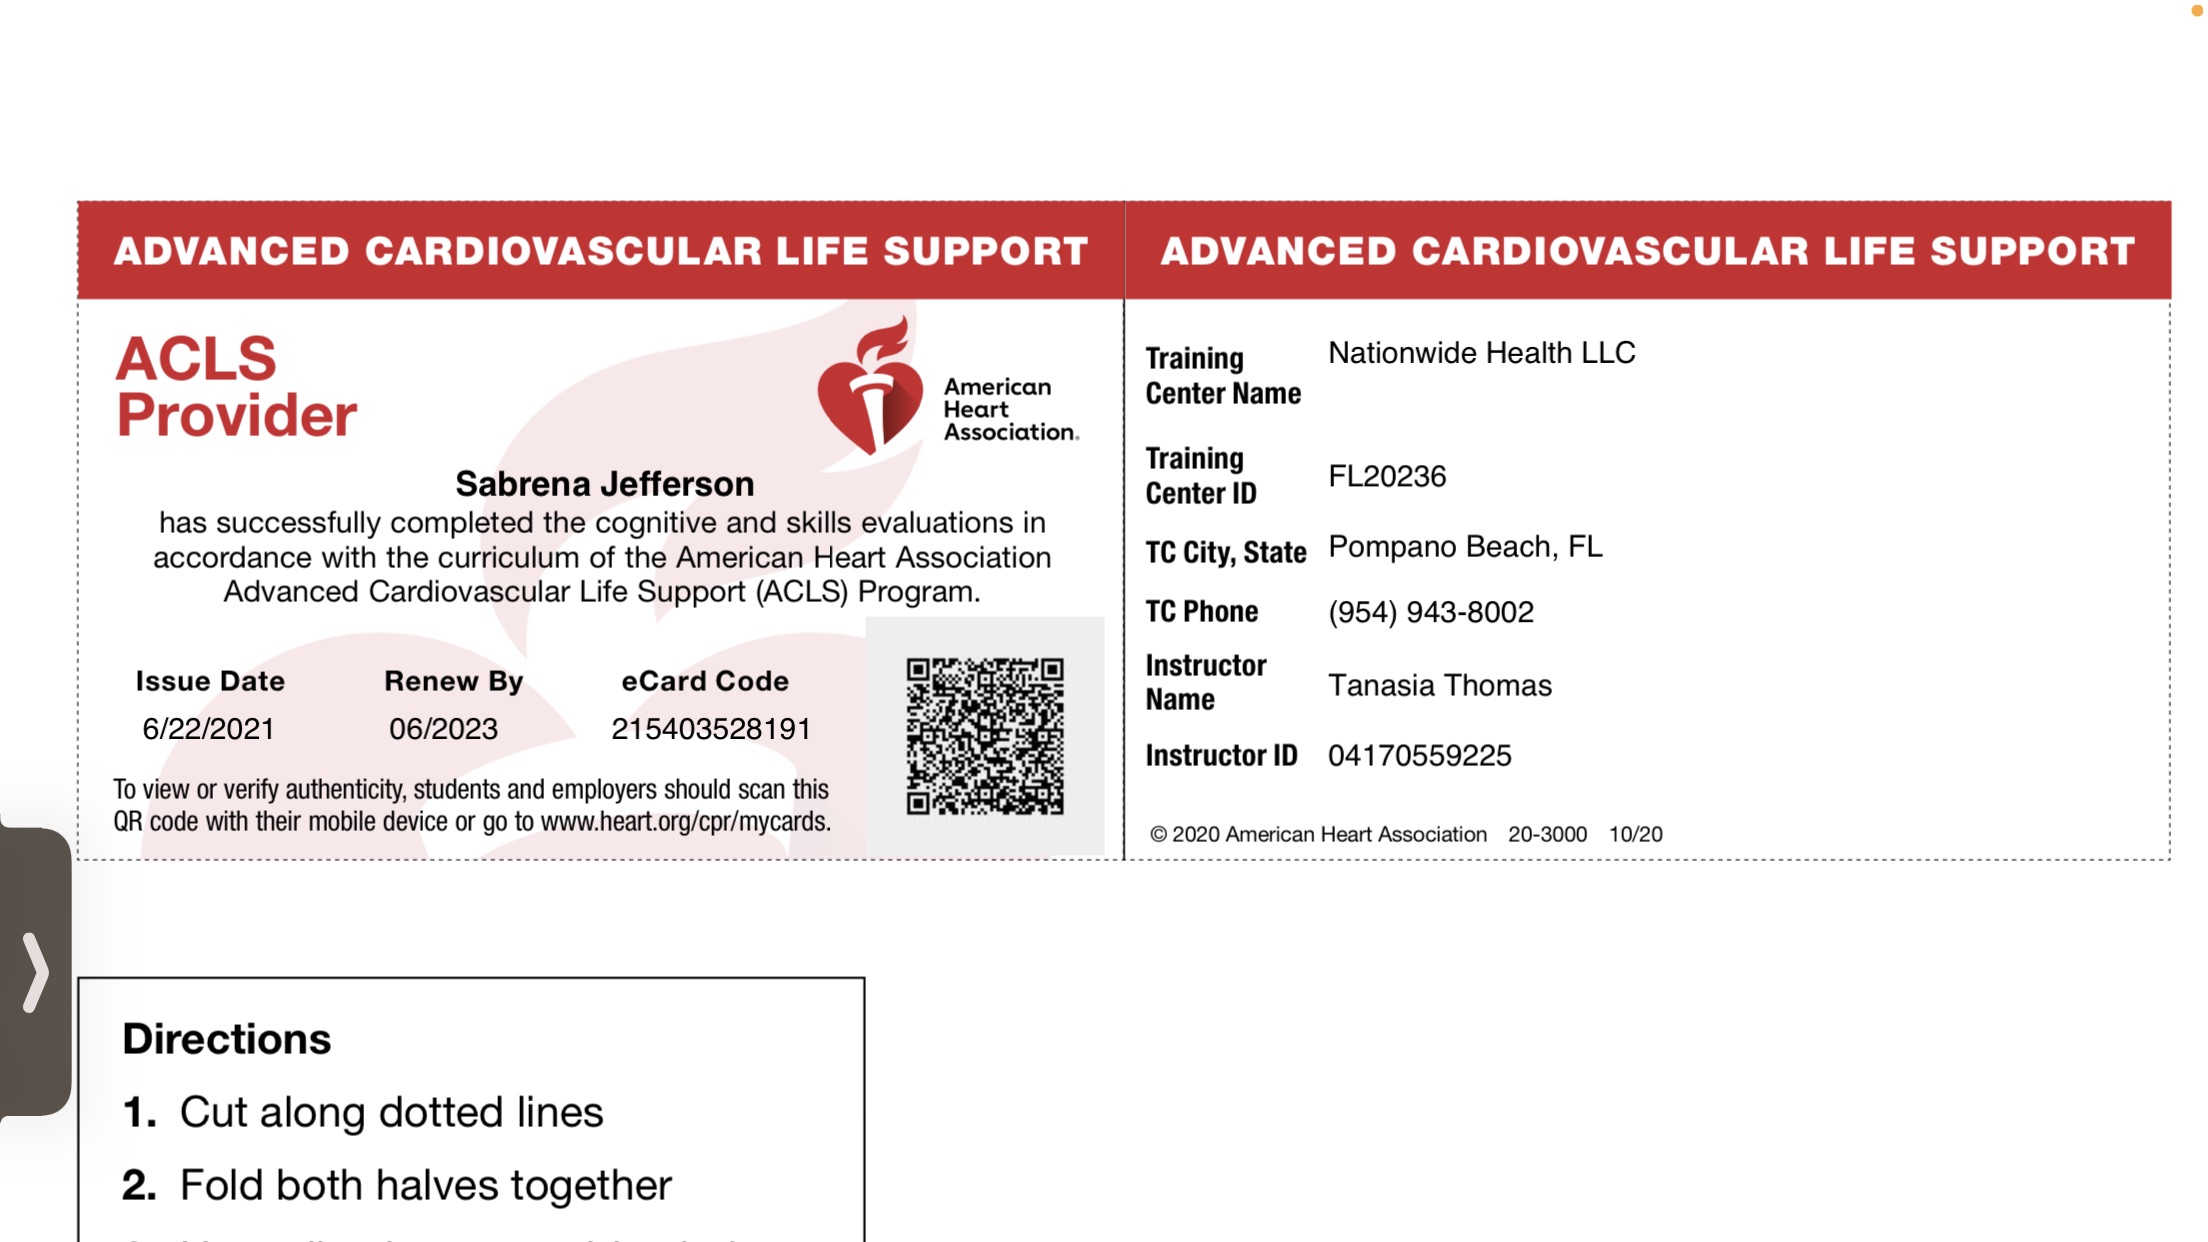 ADVANCED CARDIOVASCULAR LIFE SUPPORT
ACLS
Provider
American
Heart
Association®
Sabrena Jefferson
has successfully completed the cognitive and skills evaluations in
accordance with the curriculum of the American Heart Association
Advanced Cardiovascular Life Support (ACLS) Program.
Issue Date Renew By eCard Code
6/22/2021 06/2023 215403528191
To view or verify authenticity, students and employers should scan this
QR code with their mobile device or go to www.heart.org/cpr/mycards.
ADVANCED CARDIOVASCULAR LIFE SUPPORT
Training
Center Name
Nationwide Health LLC
Training
Center ID
FL20236
TC City, State Pompano Beach, FL
TC Phone (954) 943-8002
Instructor
Name
Tanasia Thomas
Instructor ID 04170559225
© 2020 American Heart Association 20-3000 10/20
Directions
1. Cut along dotted lines
2. Fold both halves together